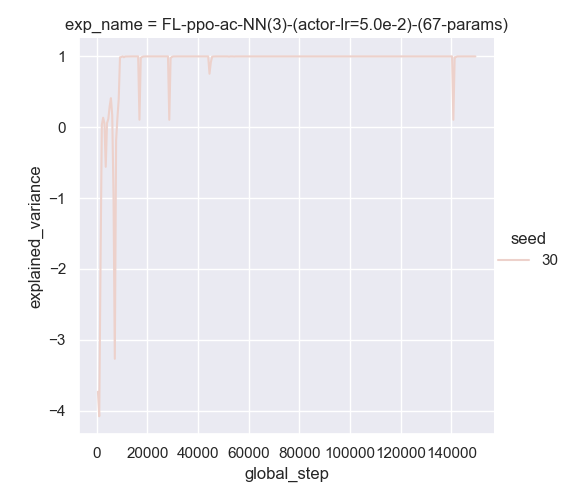 exp_name = FL-ppo-ac-NN(3)-(actor-lr=5.0e-2)-(67-params)
1
0
−1
−2
−3
−4
explained_variance
0 20000 40000 60000 80000 100000 120000 140000
global_step
seed
30